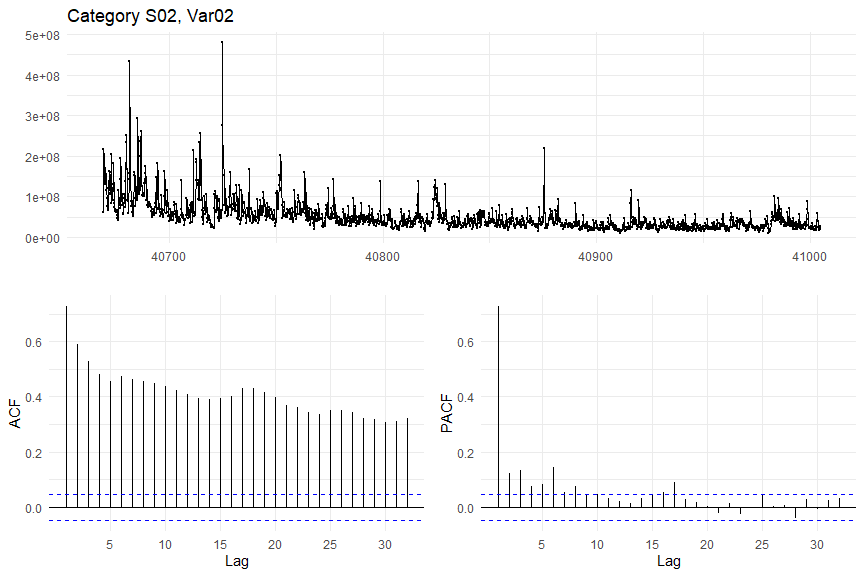 Category S02, Var02
5e+08
4e+08
3e+08
2e+08
1e+08
0e+00
40700 40800 40900 41000
ACF
0.6
0.4
0.2
0.0
5 10 15 20 25 30
Lag
PACF
0.6
0.4
0.2
0.0
5 10 15 20 25 30
Lag